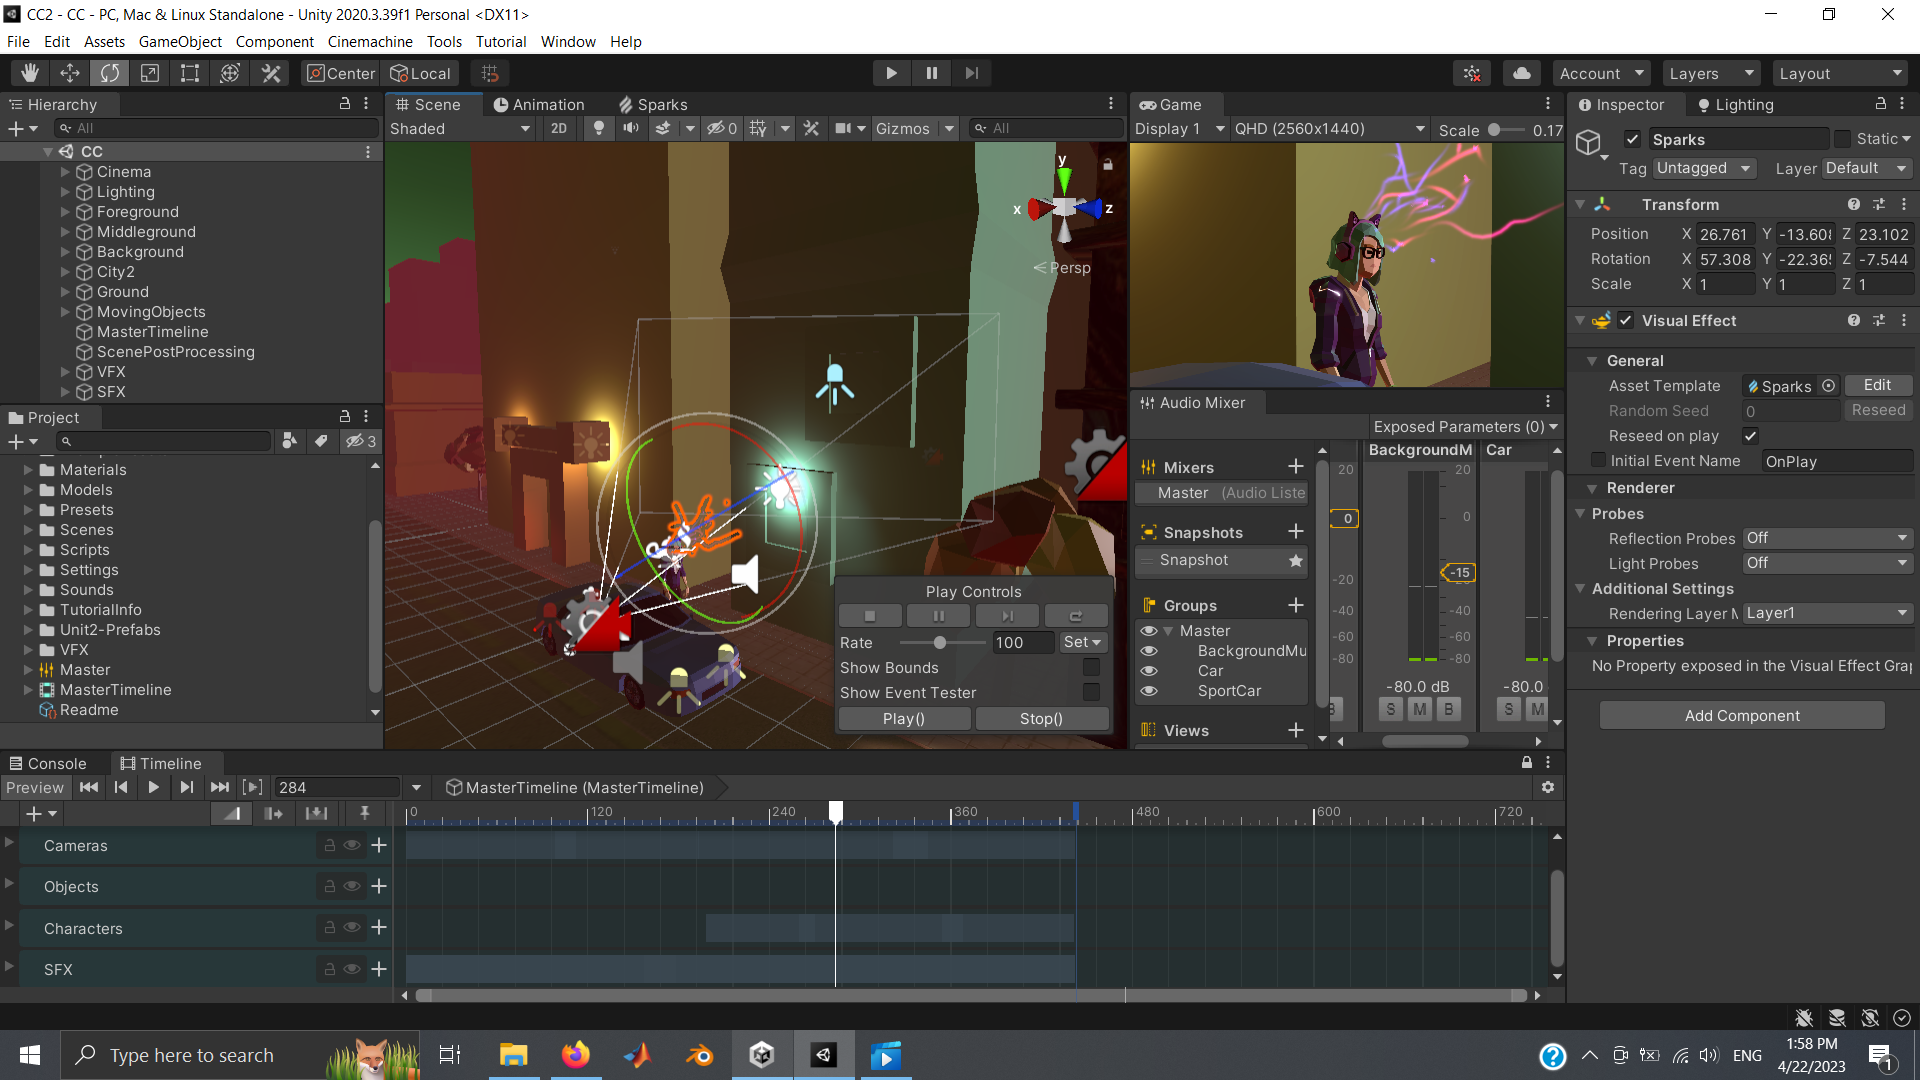 CC2 - CC - PC, Mac & Linux Standalone - Unity 2020.3.39f1 Personal <DX11>
File Edit Assets GameObject Component Cinemachine Tools Tutorial Window Help
Center Local Account Layers Layout
Hierarchy
All
CC
Cinema
Lighting
Foreground
Middleground
Background
City2
Ground
MovingObjects
MasterTimeline
ScenePostProcessing
VFX
SFX
Project
3
Materials
Models
Presets
Scenes
Scripts
Settings
Sounds
TutorialInfo
Unit2-Prefabs
VFX
Master
MasterTimeline
Readme
Scene Animation Sparks
Shaded 2D 0 Gizmos All
y
x z
Persp
Play Controls
Rate 100 Set
Show Bounds
Show Event Tester
Play() Stop()
Game
Display 1 QHD (2560x1440) Scale 0.17
Audio Mixer
Exposed Parameters (0)
Mixers
Master (Audio Liste
Snapshots
Snapshot
Groups
Master
BackgroundMu
Car
SportCar
Views
BackgroundM Car
20 20 20
0 0 0
-15
-20 -20
-40 -40 -40
-60 -60 -60
-80 -80 -80
-80.0 dB -80.0
B S M B S M
Inspector Lighting
Sparks Static
Tag Untagged Layer Default
Transform
Position X 26.761 Y -13.608 Z 23.102
Rotation X 57.308 Y -22.365 Z -7.544
Scale X 1 Y 1 Z 1
Visual Effect
General
Asset Template Sparks Edit
Random Seed 0 Reseed
Reseed on play
Initial Event Name OnPlay
Renderer
Probes
Reflection Probes Off
Light Probes Off
Additional Settings
Rendering Layer M Layer1
Properties
No Property exposed in the Visual Effect Grap
Add Component
Console Timeline
Preview 284 MasterTimeline (MasterTimeline)
0 120 240 360 480 600 720
Cameras
Objects
Characters
SFX
Type here to search
ENG
1:58 PM
4/22/2023
1